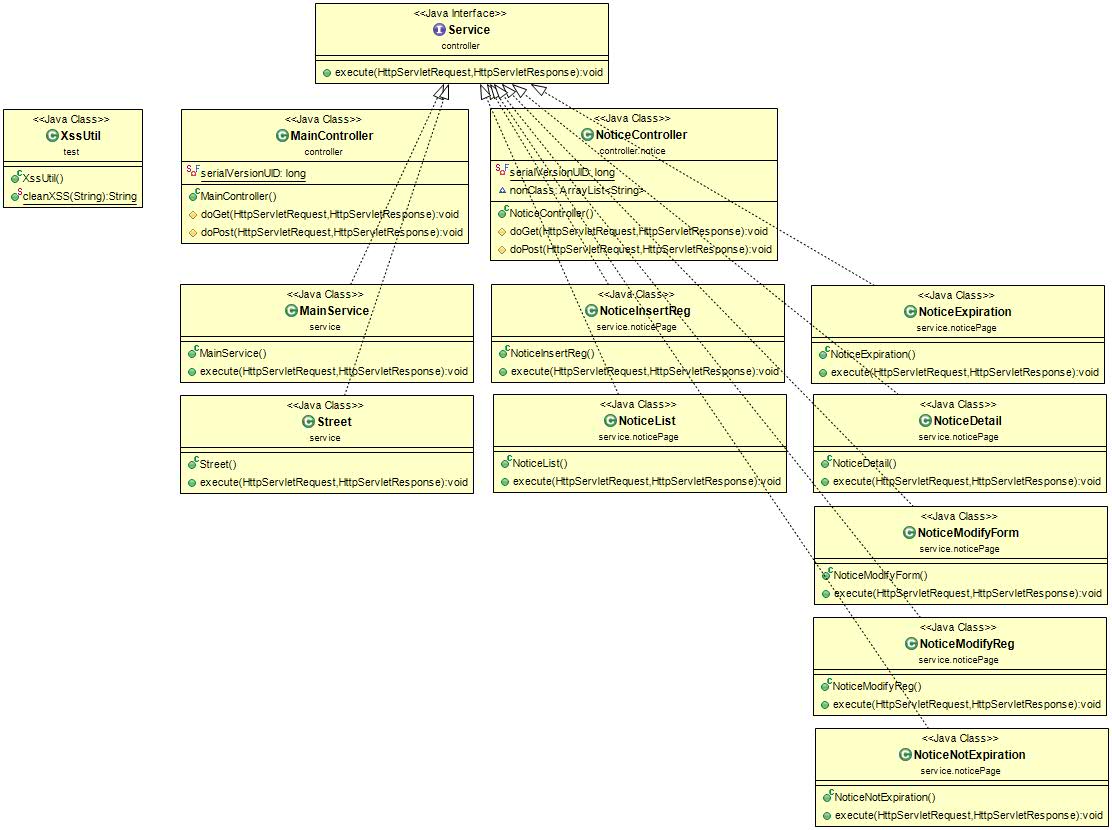 <<Java Interface>>
Service
controller
execute(HttpServletRequest,HttpServletResponse):void
<<Java Class>>
XssUtil
test
XssUtil()
cleanXSS(String):String
<<Java Class>>
MainController
controller
serialVersionUID: long
MainController()
doGet(HttpServletRequest,HttpServletResponse):void
doPost(HttpServletRequest,HttpServletResponse):void
<<Java Class>>
NoticeController
controller.notice
serialVersionUID: long
nonClass: ArrayList<String>
NoticeController()
doGet(HttpServletRequest,HttpServletResponse):void
doPost(HttpServletRequest,HttpServletResponse):void
<<Java Class>>
MainService
service
MainService()
execute(HttpServletRequest,HttpServletResponse):void
<<Java Class>>
NoticeInsertReg
service.noticePage
NoticeInsertReg()
execute(HttpServletRequest,HttpServletResponse):void
<<Java Class>>
NoticeExpiration
service.noticePage
NoticeExpiration()
execute(HttpServletRequest,HttpServletResponse):void
<<Java Class>>
Street
service
Street()
execute(HttpServletRequest,HttpServletResponse):void
<<Java Class>>
NoticeList
service.noticePage
NoticeList()
execute(HttpServletRequest,HttpServletResponse):void
<<Java Class>>
NoticeDetail
service.noticePage
NoticeDetail()
execute(HttpServletRequest,HttpServletResponse):void
<<Java Class>>
NoticeModifyForm
service.noticePage
NoticeModifyForm()
execute(HttpServletRequest,HttpServletResponse):void
<<Java Class>>
NoticeModifyReg
service.noticePage
NoticeModifyReg()
execute(HttpServletRequest,HttpServletResponse):void
<<Java Class>>
NoticeNotExpiration
service.noticePage
NoticeNotExpiration()
execute(HttpServletRequest,HttpServletResponse):void